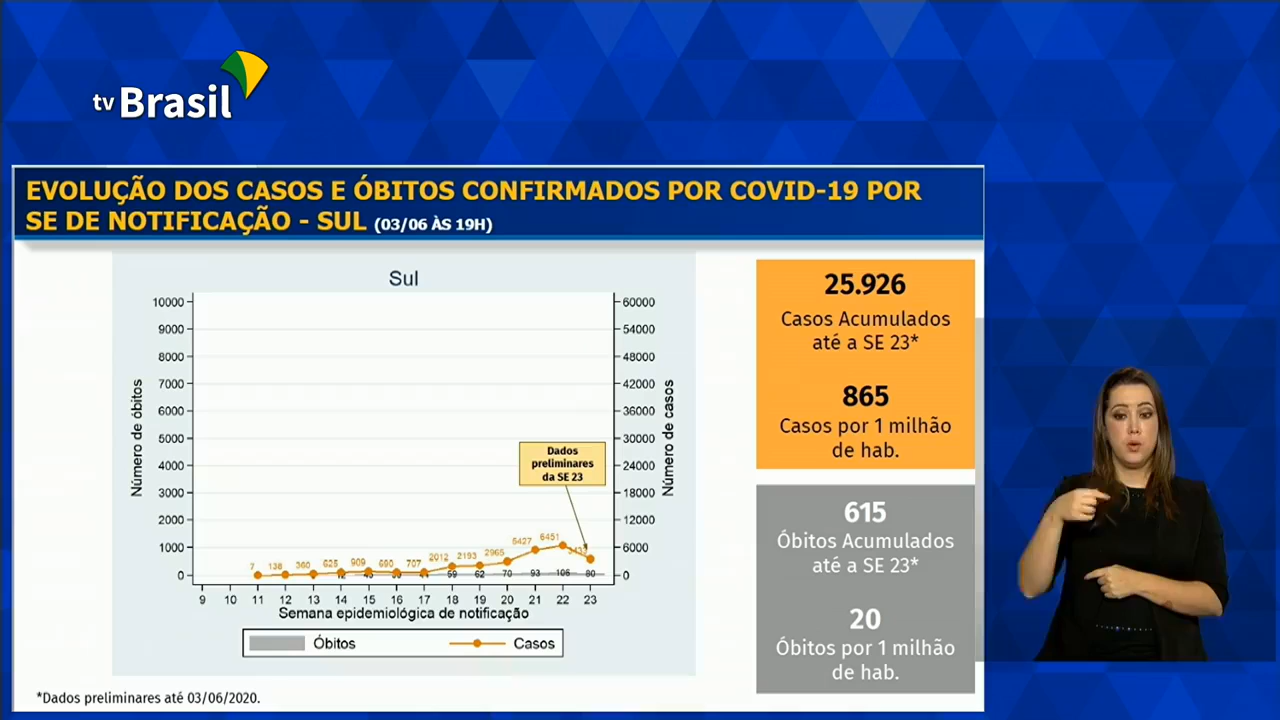 tv Brasil
EVOLUÇÃO DOS CASOS E ÓBITOS CONFIRMADOS POR COVID-19 POR
SE DE NOTIFICAÇÃO - SUL (03/06 ÀS 19H)
Sul
10000
9000
8000
7000
6000
5000
4000
3000
2000
1000
0
Número de óbitos
60000
54000
48000
42000
36000
30000
24000
18000
12000
6000
0
Número de casos
Dados
preliminares
da SE 23
7 138 360 625 909 690 707 2012 2193 2965 5427 6451
12 59 62 70 93 106 80
9 10 11 12 13 14 15 16 17 18 19 20 21 22 23
Semana epidemiológica de notificação
Óbitos Casos
*Dados preliminares até 03/06/2020.
25.926
Casos Acumulados
até a SE 23*
865
Casos por 1 milhão
de hab.
615
Óbitos Acumulados
até a SE 23*
20
Óbitos por 1 milhão
de hab.